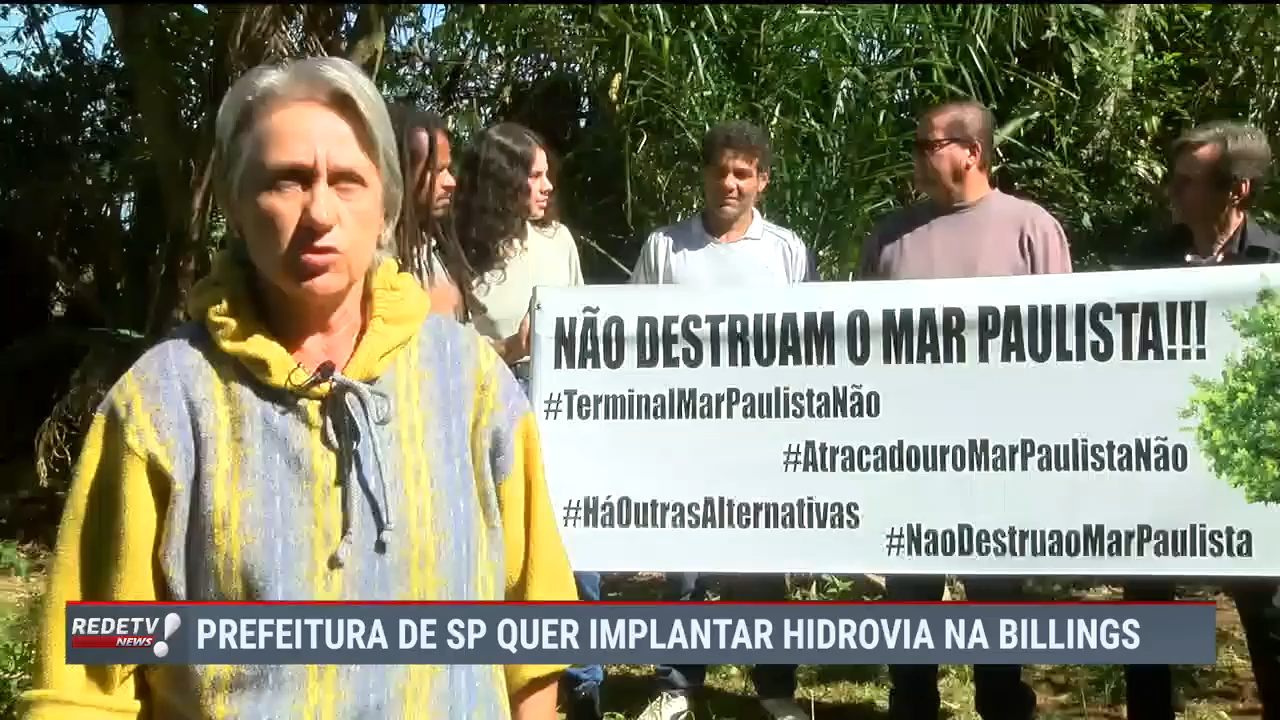 NÃO DESTRUAM O MAR PAULISTA!!!
#TerminalMarPaulistaNão
#AtracadouroMarPaulistaNão
#HáOutrasAlternativas
#NaoDestruaoMarPaulista
REDETV!
NEWS
PREFEITURA DE SP QUER IMPLANTAR HIDROVIA NA BILLINGS